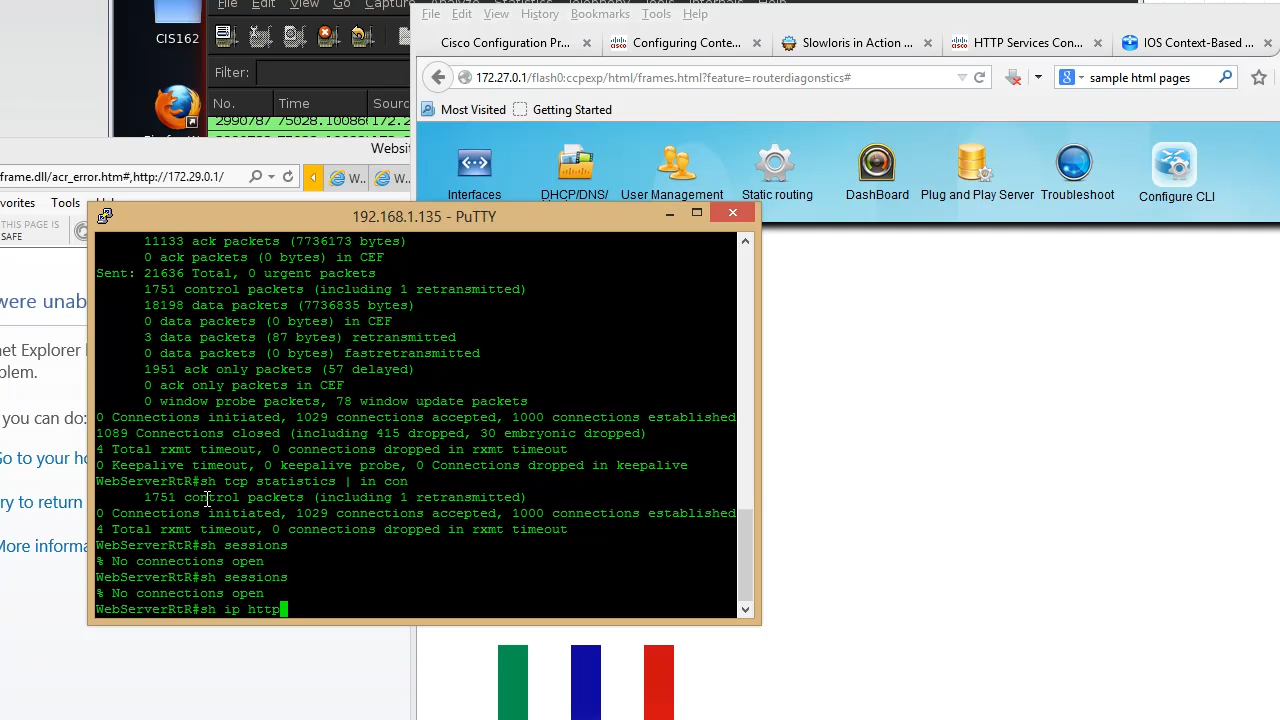 File Edit View Go Capture Analyze Statistics Telephony Tools Internals Help
CIS162
Filter:
No. Time Source
2990787 75028.10086
File Edit View History Bookmarks Tools Help
Cisco Configuration Pr... × Configuring Conte... × Slowloris in Action ... × HTTP Services Con... × IOS Context-Based ... ×
172.27.0.1/flash0:ccpexp/html/frames.html?feature=routerdiagonstics#
sample html pages
Most Visited Getting Started
Interfaces DHCP/DNS/ User Management Static routing DashBoard Plug and Play Server Troubleshoot Configure CLI
Websi
frame.dll/acr_error.htm#,http://172.29.0.1/
W... W...
vorites Tools
THIS PAGE IS
SAFE
were unab
net Explorer
blem.
you can do:
Go to your ho
ry to return
More informa
192.168.1.135 - PuTTY
11133 ack packets (7736173 bytes)
0 ack packets (0 bytes) in CEF
Sent: 21636 Total, 0 urgent packets
1751 control packets (including 1 retransmitted)
18198 data packets (7736835 bytes)
0 data packets (0 bytes) in CEF
3 data packets (87 bytes) retransmitted
0 data packets (0 bytes) fastretransmitted
1951 ack only packets (57 delayed)
0 ack only packets in CEF
0 window probe packets, 78 window update packets
0 Connections initiated, 1029 connections accepted, 1000 connections established
1089 Connections closed (including 415 dropped, 30 embryonic dropped)
4 Total rxmt timeout, 0 connections dropped in rxmt timeout
0 Keepalive timeout, 0 keepalive probe, 0 Connections dropped in keepalive
WebServerRtR#sh tcp statistics | in con
1751 control packets (including 1 retransmitted)
0 Connections initiated, 1029 connections accepted, 1000 connections established
4 Total rxmt timeout, 0 connections dropped in rxmt timeout
WebServerRtR#sh sessions
% No connections open
WebServerRtR#sh sessions
% No connections open
WebServerRtR#sh ip http